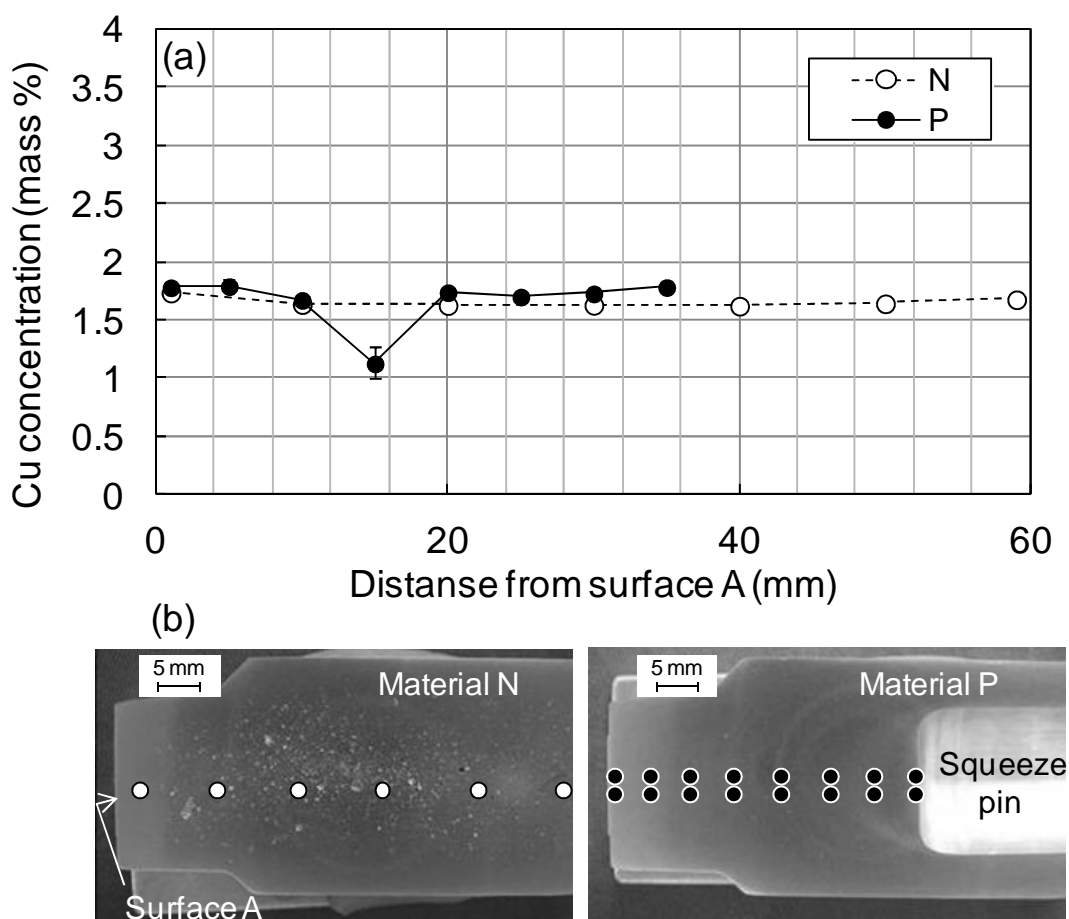 (a)
N
P
4
3.5
3
2.5
2
1.5
1
0.5
0
Cu concentration (mass %)
0 20 40 60
Distanse from surface A (mm)
(b)
5 mm
Material N
Surface A
5 mm
Material P
Squeeze
pin